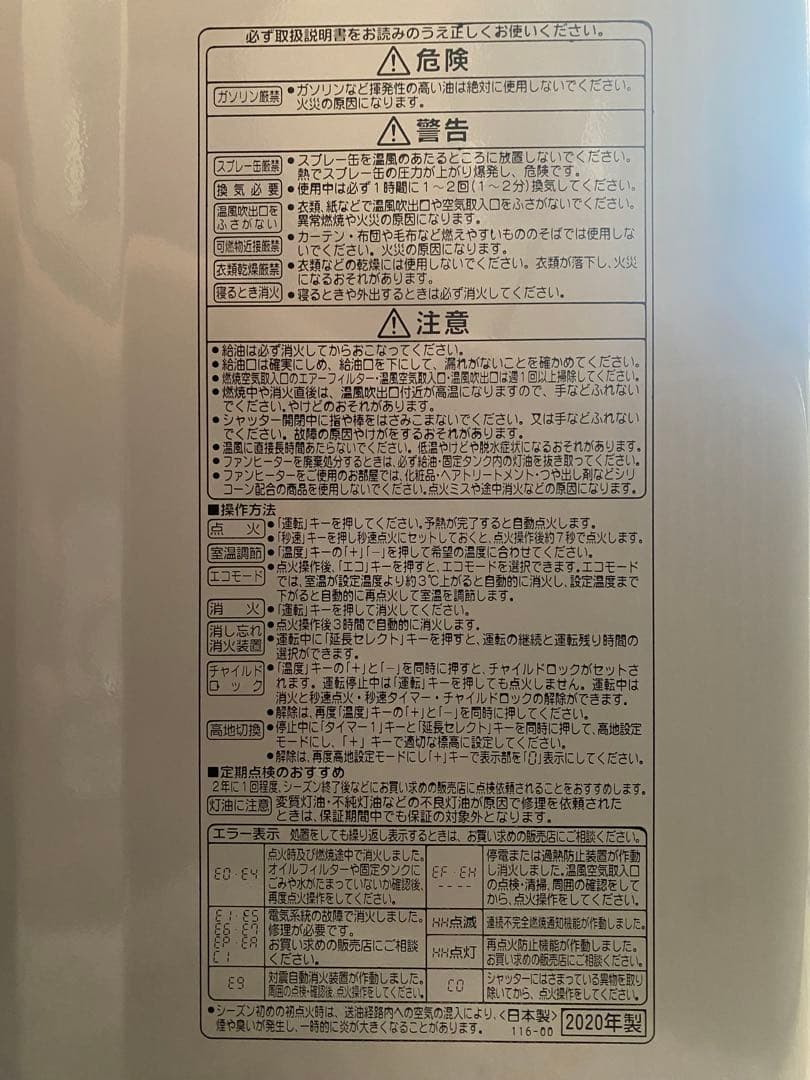 必ず取扱説明書をお読みのうえ正しくお使いください。
危険
ガソリン厳禁 ●ガソリンなど揮発性の高い油は絶対に使用しないでください。
火災の原因になります。
警告
スプレー缶厳禁 ●スプレー缶を温風のあたるところに放置しないでください。
熱でスプレー缶の圧力が上がり爆発し、危険です。
換気必要 ●使用中は必ず1時間に1〜2回(1〜2分)換気してください。
温風吹出口をふさがない ●衣類、紙などで温風吹出口や空気取入口をふさがないでください。
異常燃焼や火災の原因になります。
可燃物近接厳禁 ●カーテン・布団や毛布など燃えやすいもののそばでは使用しな
いでください。火災の原因になります。
衣類乾燥厳禁 ●衣類などの乾燥には使用しないでください。衣類が落下し、火災
になるおそれがあります。
寝るとき消火 ●寝るときや外出するときは必ず消火してください。
注意
●給油は必ず消火してからおこなってください。
●給油口は確実にしめ、給油口を下にして、漏れがないことを確かめてください。
●燃焼空気取入口のエアーフィルター・温風空気取入口・温風吹出口は週1回以上掃除してください。
●燃焼中や消火直後は、温風吹出口付近が高温になりますので、手などふれない
でください。やけどのおそれがあります。
●シャッター開閉中に指や棒をはさみこまないでください。又は手などふれない
でください。故障の原因やけがをするおそれがあります。
●温風に直接長時間あたらないでください。低温やけどや脱水症状になるおそれがあります。
●ファンヒーターを廃棄処分するときは、必ず給油・固定タンク内の灯油を抜き取ってください。
●ファンヒーターをご使用のお部屋では、化粧品・ヘアトリートメント・つや出し剤などシリ
コーン配合の商品を使用しないでください。点火ミスや途中消火などの原因になります。
■操作方法
点火 ●「運転」キーを押してください。予熱が完了すると自動点火します。
●「秒速」キーを押し秒速点火にセットしておくと、点火操作後約7秒で点火します。
室温調節 ●「温度」キーの「+」「−」を押して希望の温度に合わせてください。
エコモード ●点火操作後、「エコ」キーを押すと、エコモードを選択できます。エコモード
では、室温が設定温度より約3℃上がると自動的に消火し、設定温度まで
下がると自動的に再点火して室温を調節します。
消火 ●「運転」キーを押して消火してください。
消し忘れ消火装置 ●点火操作後3時間で自動的に消火します。
●運転中に「延長セレクト」キーを押すと、運転の継続と運転残り時間の
選択ができます。
チャイルドロック ●「温度」キーの「+」と「−」を同時に押すと、チャイルドロックがセットさ
れます。運転停止中は「運転」キーを押しても点火しません。運転中は
消火と秒速点火・秒速タイマー・チャイルドロックの解除ができます。
●解除は、再度「温度」キーの「+」と「−」を同時に押してください。
高地切換 ●停止中に「タイマー1」キーと「延長セレクト」キーを同時に押して、高地設定
モードにし、「+」キーで適切な標高に設定してください。
●解除は、再度高地設定モードにし「+」キーで表示部を「0」表示にしてください。
■定期点検のおすすめ
2年に1回程度、シーズン終了後などにお買い求めの販売店に点検依頼されることをおすすめします。
灯油に注意 変質灯油・不純灯油などの不良灯油が原因で修理を依頼された
ときは、保証期間中でも保証の対象外となります。
エラー表示 処置をしても繰り返し表示するときは、お買い求めの販売店にご相談ください。
E0・E4 点火時及び燃焼途中で消火しました。
オイルフィルターや固定タンクに
ごみや水がたまっていないか確認後、
再度点火操作をしてください。
EF・EH
---- 停電または過熱防止装置が作動
し消火しました。温風空気取入口
の点検・清掃、周囲の確認をして
から、点火操作をしてください。
E1・E5
E6・E7
EP・EA
C1 電気系統の故障で消火しました。
修理が必要です。
お買い求めの販売店にご相談
ください。
HH点滅 連続不完全燃焼通知機能が作動しました。
HH点灯 再点火防止機能が作動しました。
お買い求めの販売店にご相談ください。
E9 対震自動消火装置が作動しました。
周囲の点検・確認後、点火操作をしてください。
C0 シャッターにはさまっている異物を取り
除いてから、点火操作をしてください。
●シーズン初めの初点火時は、送油経路内への空気の混入により、
煙や臭いが発生し、一時的に炎が大きくなることがあります。
〈日本製〉
116-00
2020年製